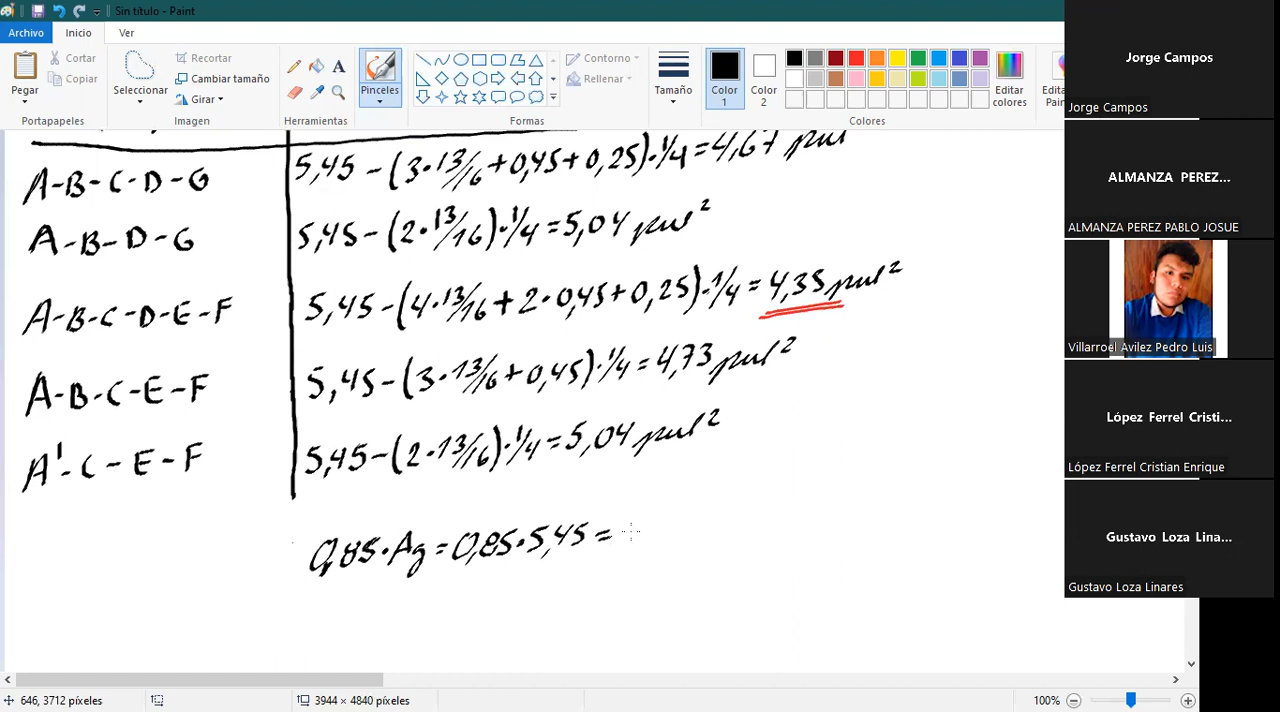 Sin título - Paint
Archivo Inicio Ver
Pegar
Cortar
Copiar
Portapapeles
Seleccionar
Recortar
Cambiar tamaño
Girar
Imagen
A
Herramientas
Pinceles
Contorno
Rellenar
Formas
Tamaño
Color 1
Color 2
Editar colores
Colores
A-B-C-D-G 5,45-(3·13/16+0,45+0,25)·1/4=4,67 pul
A-B-D-G 5,45-(2·13/16)·1/4=5,04 pul²
A-B-C-D-E-F 5,45-(4·13/16+2·0,45+0,25)·1/4=4,35 pul²
A-B-C-E-F 5,45-(3·13/16+0,45)·1/4=4,73 pul²
A'-C-E-F 5,45-(2·13/16)·1/4=5,04 pul²
0,85·Ag=0,85·5,45=
646, 3712 píxeles 3944 × 4840 píxeles 100%
Jorge Campos
Jorge Campos
ALMANZA PEREZ...
ALMANZA PEREZ PABLO JOSUE
Villarroel Avilez Pedro Luis
López Ferrel Cristi...
López Ferrel Cristian Enrique
Gustavo Loza Lina...
Gustavo Loza Linares